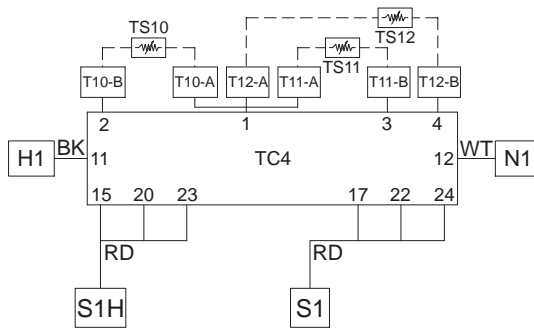 TS10
TS12
TS11
T10-B
T10-A
T12-A
T11-A
T11-B
T12-B
2
1
3
4
H1
BK
11
TC4
12
WT
N1
15
20
23
17
22
24
RD
RD
S1H
S1